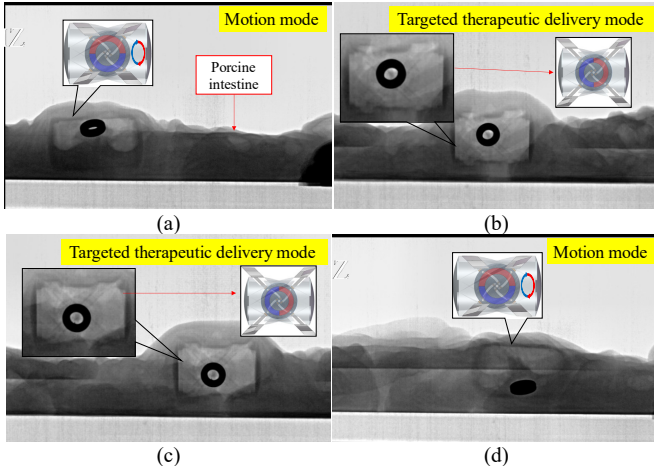 Motion mode
Porcine
intestine
(a)
Targeted therapeutic delivery mode
(b)
Targeted therapeutic delivery mode
(c)
Motion mode
(d)